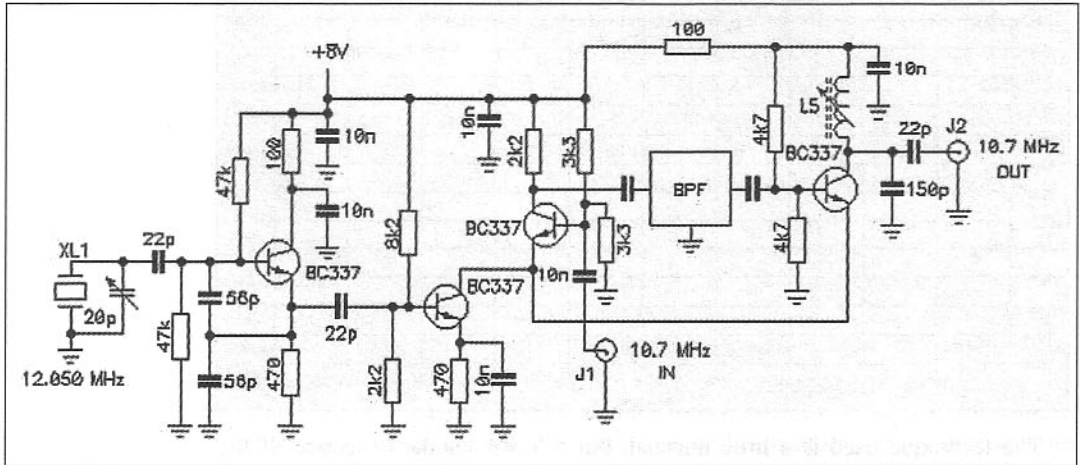 100
+8V
10n
L5
10n
10n
100
2k2
3k3
4k7
22p
J2
BC337
10.7 MHz
OUT
47k
10n
8k2
BPF
150p
BC337
3k3
4k7
XL1
22p
BC337
BC337
10n
56p
20p
22p
47k
10.7 MHz
IN
J1
12.050 MHz
56p
470
2k2
470
10n